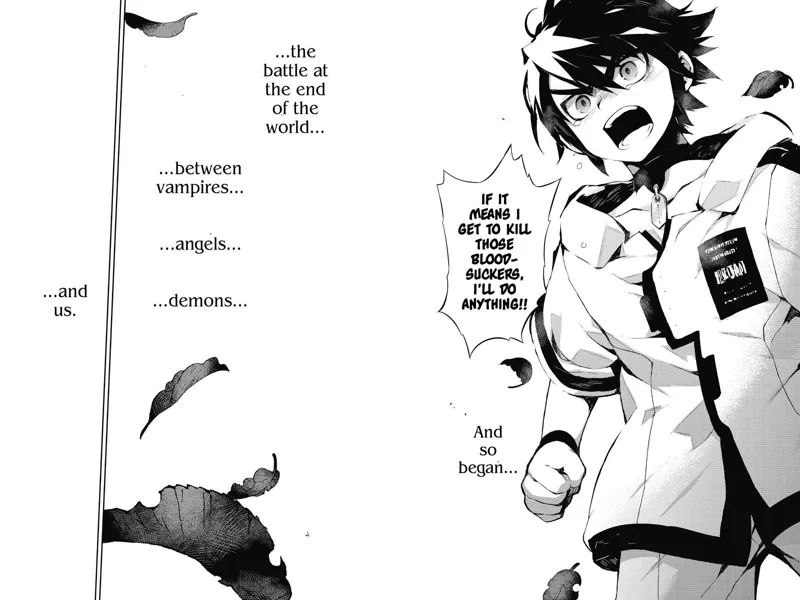 IF IT
MEANS I
GET TO KILL
THOSE
BLOOD-
SUCKERS,
I'LL DO
ANYTHING!!
And
so
began...
...the
battle at
the end
of the
world...
...between
vampires...
...angels...
...demons...
...and
us.